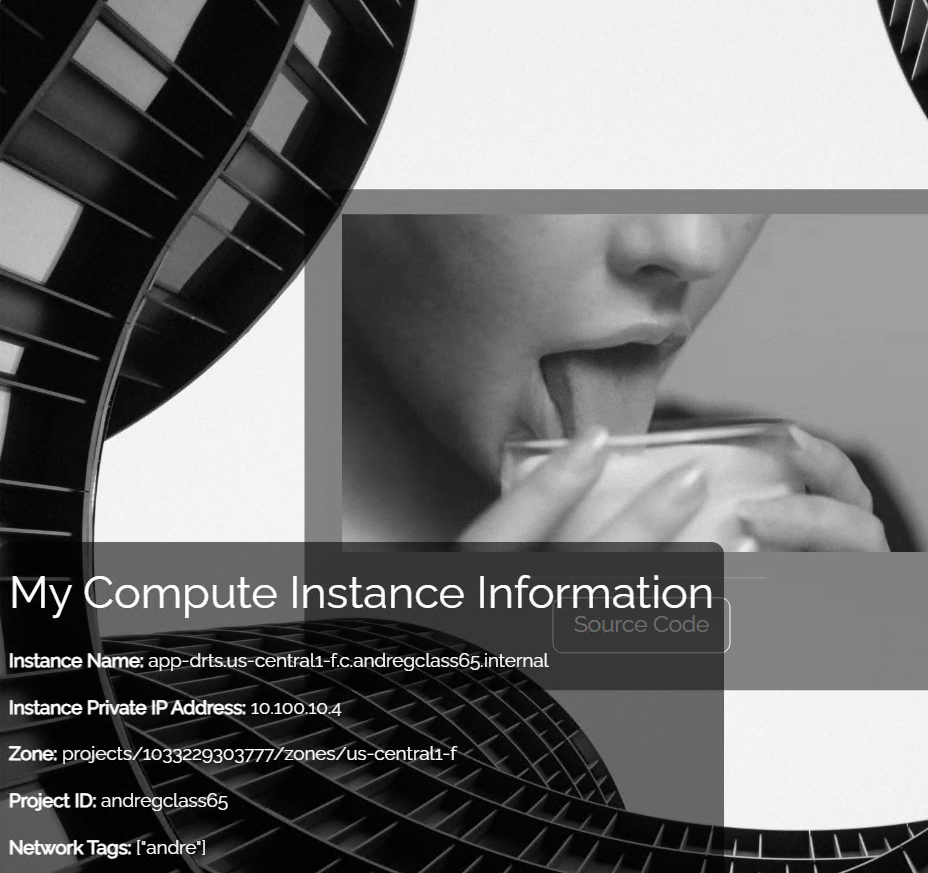 My Compute Instance Information
Source Code
Instance Name: app-drts.us-central1-f.c.andregclass65.internal
Instance Private IP Address: 10.100.10.4
Zone: projects/1033229303777/zones/us-central1-f
Project ID: andregclass65
Network Tags: ["andre"]